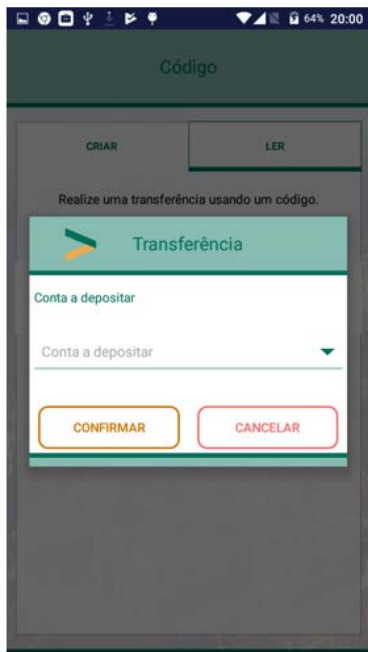 64% 20:00
Código
CRIAR LER
Realize uma transferência usando um código.
Transferência
Conta a depositar
Conta a depositar
CONFIRMAR CANCELAR